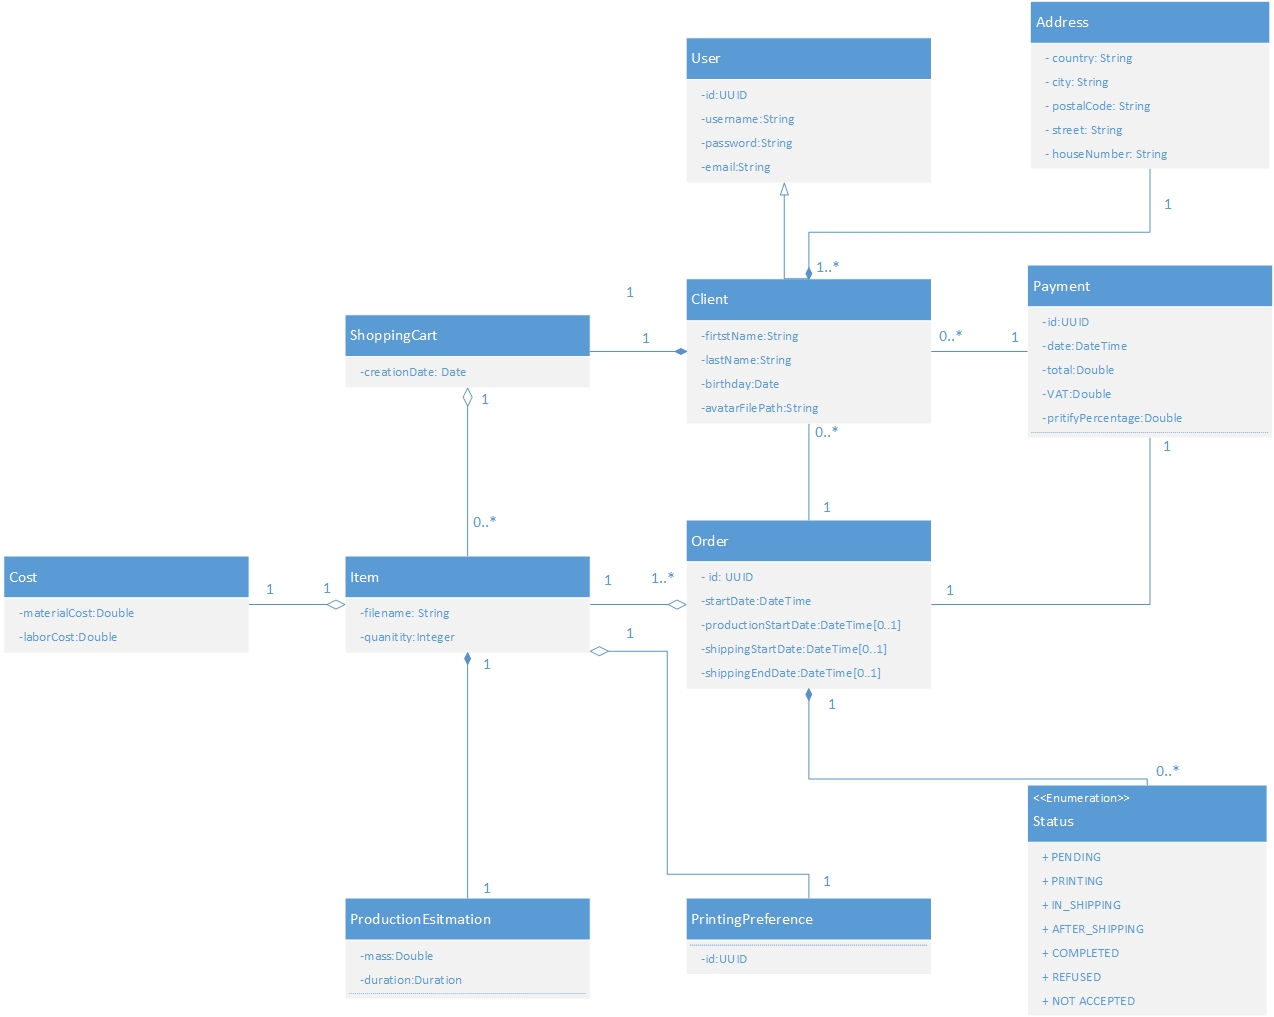 Address
- country: String
- city: String
- postalCode: String
- street: String
- houseNumber: String
1
User
-id:UUID
-username:String
-password:String
-email:String
1..*
1
Client
-firtstName:String
-lastName:String
-birthday:Date
-avatarFilePath:String
0..*
1
Payment
-id:UUID
-date:DateTime
-total:Double
-VAT:Double
-pritifyPercentage:Double
1
ShoppingCart
-creationDate: Date
1
1
0..*
0..*
1
Order
- id: UUID
-startDate:DateTime
-productionStartDate:DateTime[0..1]
-shippingStartDate:DateTime[0..1]
-shippingEndDate:DateTime[0..1]
1
1
Cost
-materialCost:Double
-laborCost:Double
1
1
Item
-filename: String
-quanitity:Integer
1
1..*
1
1
0..*
<<Enumeration>>
Status
+ PENDING
+ PRINTING
+ IN_SHIPPING
+ AFTER_SHIPPING
+ COMPLETED
+ REFUSED
+ NOT ACCEPTED
1
ProductionEsitmation
-mass:Double
-duration:Duration
1
PrintingPreference
-id:UUID